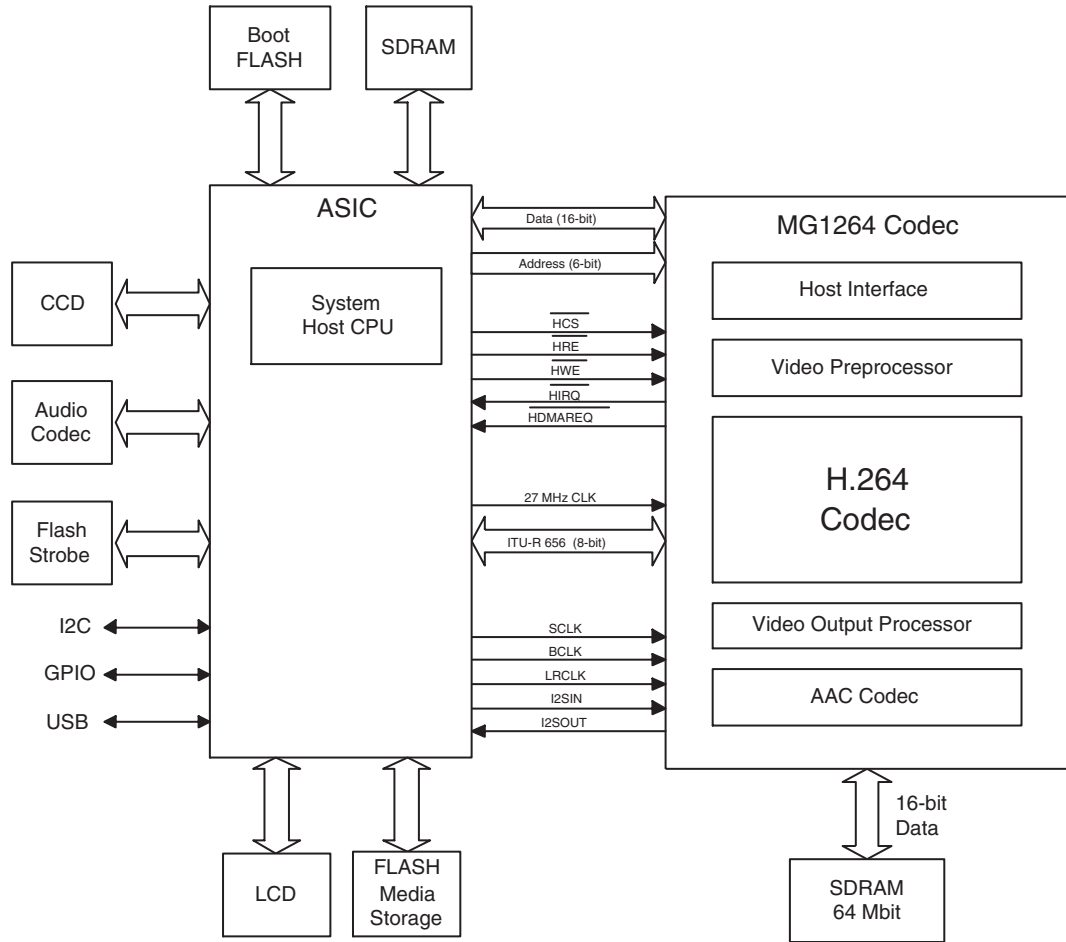 Boot
FLASH
SDRAM
ASIC
System
Host CPU
CCD
Audio
Codec
Flash
Strobe
I2C
GPIO
USB
LCD
FLASH
Media
Storage
Data (16-bit)
Address (6-bit)
HCS
HRE
HWE
HIRQ
HDMAREQ
27 MHz CLK
ITU-R 656 (8-bit)
SCLK
BCLK
LRCLK
I2SIN
I2SOUT
MG1264 Codec
Host Interface
Video Preprocessor
H.264
Codec
Video Output Processor
AAC Codec
16-bit
Data
SDRAM
64 Mbit